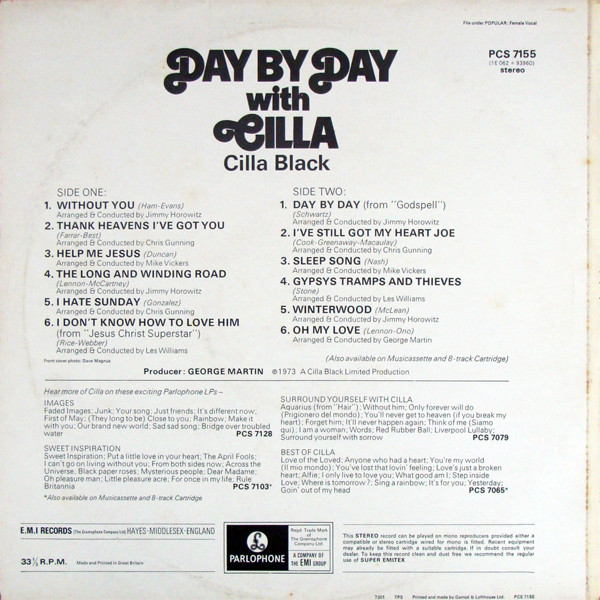 File under POPULAR: Female Vocal
PCS 7155
(1E 062 • 93960)
stereo
DAY BY DAY
with
CILLA
Cilla Black
SIDE ONE:
1. WITHOUT YOU (Ham-Evans)
Arranged & Conducted by Jimmy Horowitz
2. THANK HEAVENS I'VE GOT YOU
(Farrar-Best)
Arranged & Conducted by Chris Gunning
3. HELP ME JESUS (Duncan)
Arranged & Conducted by Mike Vickers
4. THE LONG AND WINDING ROAD
(Lennon-McCartney)
Arranged & Conducted by Jimmy Horowitz
5. I HATE SUNDAY (Gonzalez)
Arranged & Conducted by Chris Gunning
6. I DON'T KNOW HOW TO LOVE HIM
(from "Jesus Christ Superstar")
(Rice-Webber)
Arranged & Conducted by Les Williams
Front cover photo: Dave Magnus
SIDE TWO:
1. DAY BY DAY (from "Godspell")
(Schwartz)
Arranged & Conducted by Jimmy Horowitz
2. I'VE STILL GOT MY HEART JOE
(Cook-Greenaway-Macaulay)
Arranged & Conducted by Chris Gunning
3. SLEEP SONG (Nash)
Arranged & Conducted by Mike Vickers
4. GYPSYS TRAMPS AND THIEVES
(Stone)
Arranged & Conducted by Les Williams
5. WINTERWOOD (McLean)
Arranged & Conducted by Jimmy Horowitz
6. OH MY LOVE (Lennon-Ono)
Arranged & Conducted by George Martin
(Also available on Musicassette and 8-track Cartridge)
Producer: GEORGE MARTIN ℗1973 A Cilla Black Limited Production
Hear more of Cilla on these exciting Parlophone LPs –
IMAGES
Faded Images; Junk; Your song; Just friends; It's different now;
First of May; (They long to be) Close to you; Rainbow; Make it
with you; Our brand new world; Sad sad song; Bridge over troubled
water PCS 7128
SWEET INSPIRATION
Sweet Inspiration; Put a little love in your heart; The April Fools;
I can't go on living without you; From both sides now; Across the
Universe; Black paper roses; Mysterious people; Dear Madame;
Oh pleasure man; Little pleasure acre; For once in my life; Rule
Britannia PCS 7103*
*Also available on Musicassette and 8-track Cartridge
SURROUND YOURSELF WITH CILLA
Aquarius (from "Hair"); Without him; Only forever will do
(Prigionero del mondo); You'll never get to heaven (if you break my
heart); Forget him; It'll never happen again; Think of me (Siamo
qui); I am a woman; Words; Red Rubber Ball; Liverpool Lullaby;
Surround yourself with sorrow PCS 7079
BEST OF CILLA
Love of the Loved; Anyone who had a heart; You're my world
(Il mio mondo); You've lost that lovin' feeling; Love's just a broken
heart; Alfie; I only live to love you; What good am I; Step inside
Love; Where is tomorrow?; Sing a rainbow; It's for you; Yesterday;
Goin' out of my head PCS 7065*
E.M.I RECORDS (The Gramophone Company Ltd.) HAYES•MIDDLESEX•ENGLAND
33⅓ R.P.M. Made and Printed in Great Britain
PARLOPHONE
Regd. Trade Mark
of
The Gramophone
Company Ltd.
A COMPANY OF
THE EMI GROUP
This STEREO record can be played on mono reproducers provided either a
compatible or stereo cartridge wired for mono is fitted. Recent equipment
may already be fitted with a suitable cartridge. If in doubt consult your
dealer. To keep this record clean and dust free, we recommend the regular
use of SUPER EMITEX
7301 TPS Printed and made by Garrod & Lofthouse Ltd. PCS 7155